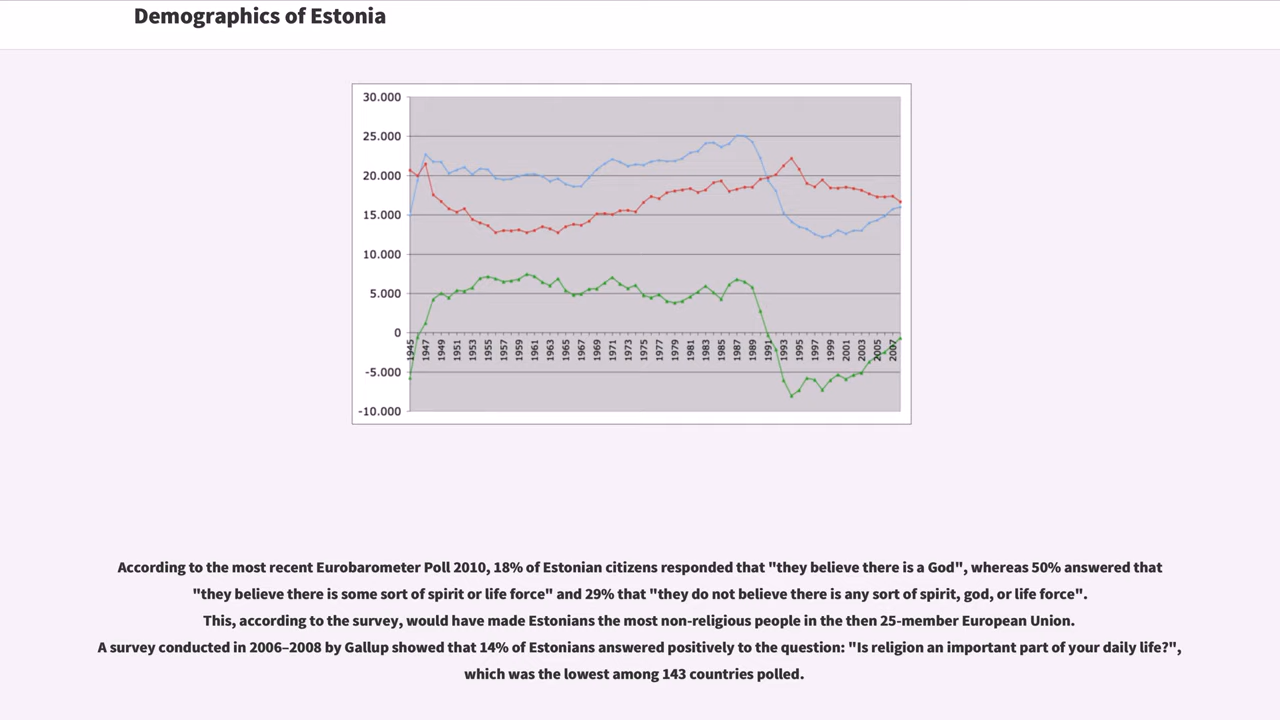 Demographics of Estonia
30.000
25.000
20.000
15.000
10.000
5.000
0
-5.000
-10.000
1945 1947 1949 1951 1953 1955 1957 1959 1961 1963 1965 1967 1969 1971 1973 1975 1977 1979 1981 1983 1985 1987 1989 1991 1993 1995 1997 1999 2001 2003 2005 2007
According to the most recent Eurobarometer Poll 2010, 18% of Estonian citizens responded that "they believe there is a God", whereas 50% answered that
"they believe there is some sort of spirit or life force" and 29% that "they do not believe there is any sort of spirit, god, or life force".
This, according to the survey, would have made Estonians the most non-religious people in the then 25-member European Union.
A survey conducted in 2006–2008 by Gallup showed that 14% of Estonians answered positively to the question: "Is religion an important part of your daily life?",
which was the lowest among 143 countries polled.